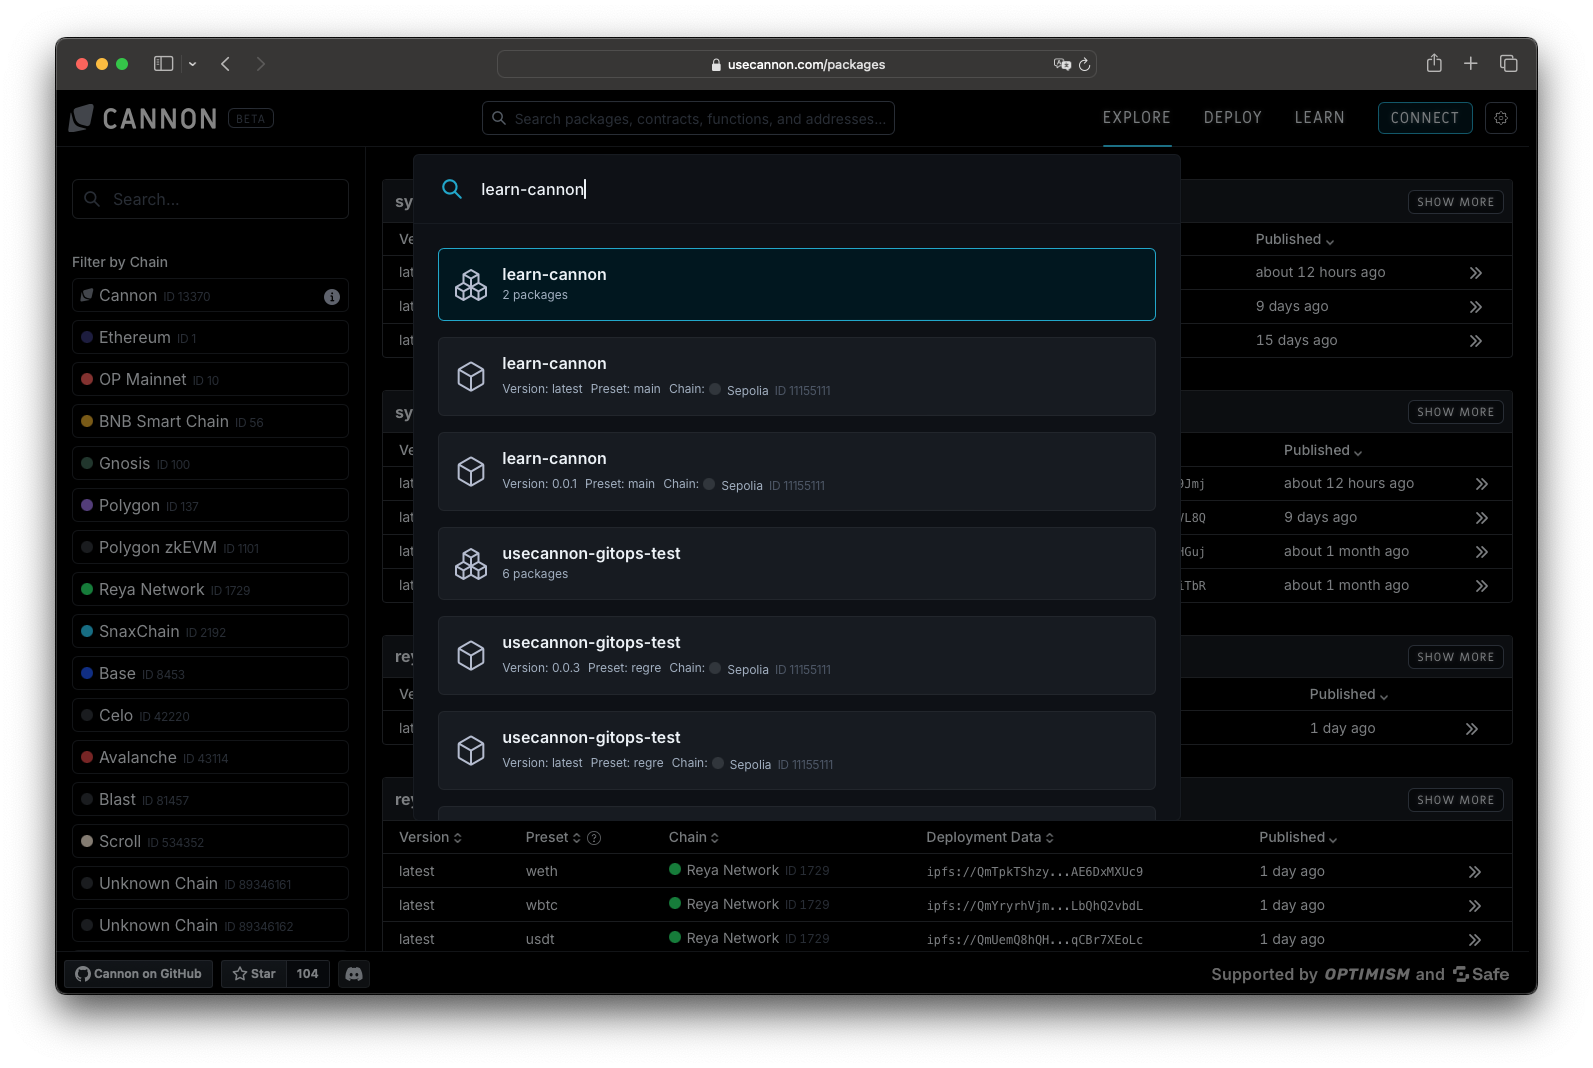 usecannon.com/packages
CANNON BETA
Search packages, contracts, functions, and addresses...
EXPLORE DEPLOY LEARN CONNECT
Search...
Filter by Chain
Cannon ID 13370
Ethereum ID 1
OP Mainnet ID 10
BNB Smart Chain ID 56
Gnosis ID 100
Polygon ID 137
Polygon zkEVM ID 1101
Reya Network ID 1729
SnaxChain ID 2192
Base ID 8453
Celo ID 42220
Avalanche ID 43114
Blast ID 81457
Scroll ID 534352
Unknown Chain ID 89346161
Unknown Chain ID 89346162
learn-cannon
learn-cannon
2 packages
learn-cannon
Version: latest Preset: main Chain: Sepolia ID 11155111
learn-cannon
Version: 0.0.1 Preset: main Chain: Sepolia ID 11155111
usecannon-gitops-test
6 packages
usecannon-gitops-test
Version: 0.0.3 Preset: regre Chain: Sepolia ID 11155111
usecannon-gitops-test
Version: latest Preset: regre Chain: Sepolia ID 11155111
sy SHOW MORE
Ve Published
lat about 12 hours ago
lat 9 days ago
lat 15 days ago
sy SHOW MORE
Ve Published
lat 9Jmj about 12 hours ago
lat VL8Q 9 days ago
lat HGuj about 1 month ago
lat iTbR about 1 month ago
rey SHOW MORE
Ve Published
lat 1 day ago
rey SHOW MORE
Version Preset Chain Deployment Data Published
latest weth Reya Network ID 1729 ipfs://QmTpkTShzy...AE6DxMXUc9 1 day ago
latest wbtc Reya Network ID 1729 ipfs://QmYryrhVjm...LbQhQ2vbdL 1 day ago
latest usdt Reya Network ID 1729 ipfs://QmUemQ8hQH...qCBr7XEoLc 1 day ago
Cannon on GitHub Star 104
Supported by OPTIMISM and Safe